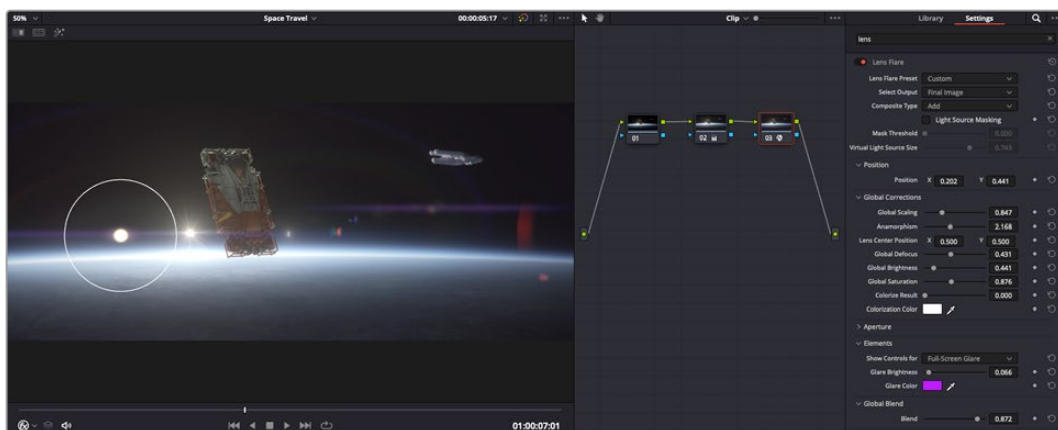 50%
Space Travel
00:00:05:17
Clip
Library
Settings
lens
Lens Flare
Lens Flare Preset Custom
Select Output Final Image
Composite Type Add
Light Source Masking
Mask Threshold 0.000
Virtual Light Source Size 0.743
Position
Position X 0.202 Y 0.441
Global Corrections
Global Scaling 0.847
Anamorphism 2.168
Lens Center Position X 0.500 Y 0.500
Global Defocus 0.431
Global Brightness 0.441
Global Saturation 0.876
Colorize Result 0.000
Colorization Color
Aperture
Elements
Show Controls for Full-Screen Glare
Glare Brightness 0.066
Glare Color
Global Blend
Blend 0.872
01
02
03
01:00:07:01